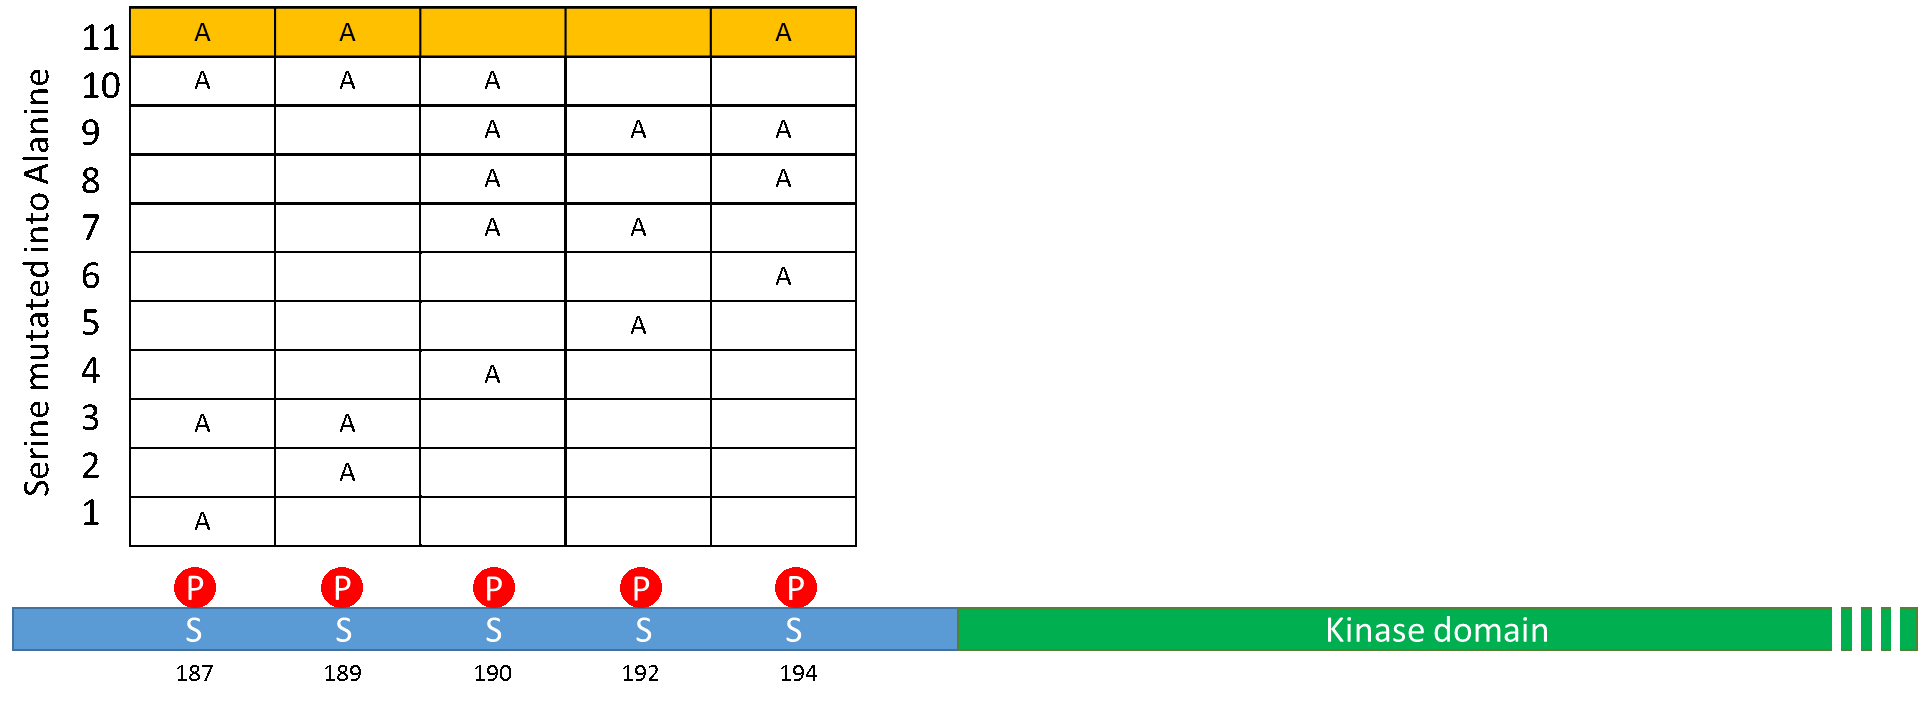 Serine mutated into Alanine
11 A A A
10 A A A
9 A A A
8 A A
7 A A
6 A
5 A
4 A
3 A A
2 A
1 A
P P P P P
S S S S S Kinase domain
187 189 190 192 194